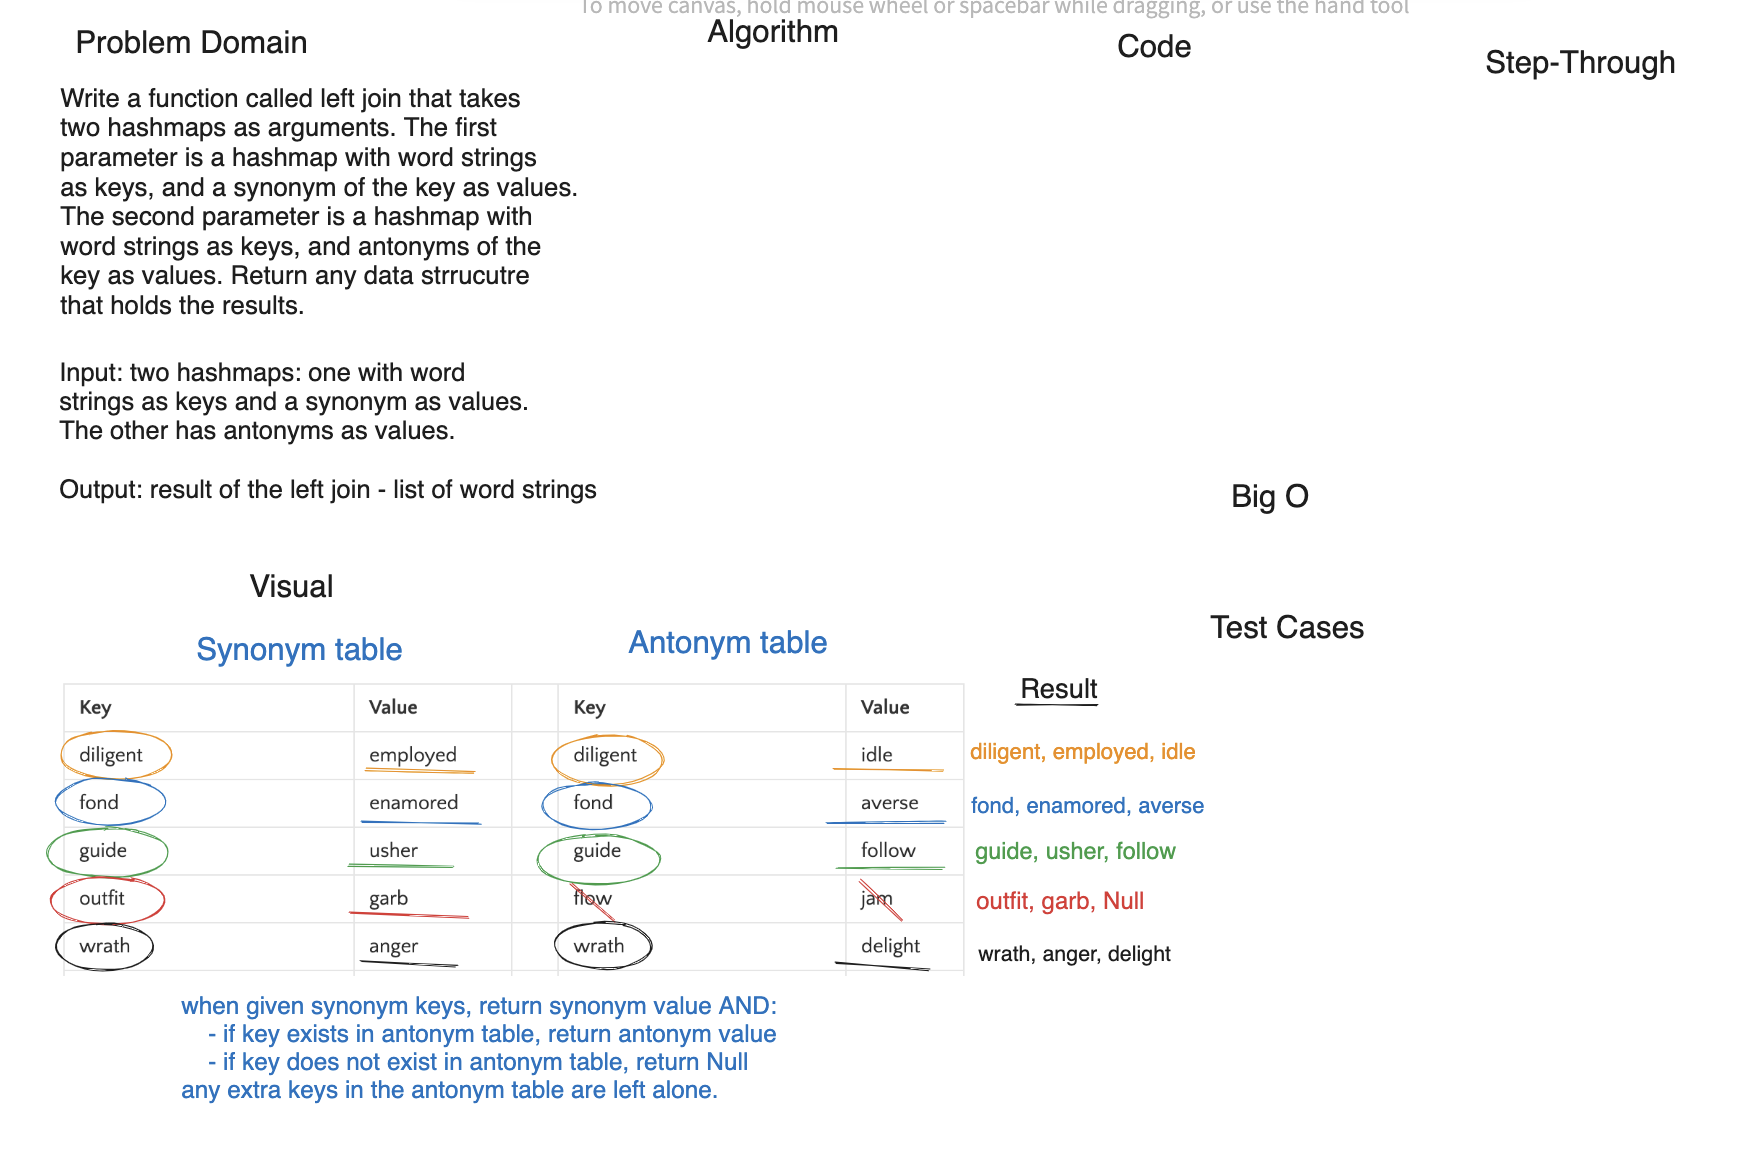 To move canvas, hold mouse wheel or spacebar while dragging, or use the hand tool
Problem Domain
Algorithm
Code
Step-Through
Write a function called left join that takes
two hashmaps as arguments. The first
parameter is a hashmap with word strings
as keys, and a synonym of the key as values.
The second parameter is a hashmap with
word strings as keys, and antonyms of the
key as values. Return any data strrucutre
that holds the results.
Input: two hashmaps: one with word
strings as keys and a synonym as values.
The other has antonyms as values.
Output: result of the left join - list of word strings
Big O
Visual
Test Cases
Synonym table
Antonym table
Result
Key Value Key Value
diligent employed diligent idle diligent, employed, idle
fond enamored fond averse fond, enamored, averse
guide usher guide follow guide, usher, follow
outfit garb flow jam outfit, garb, Null
wrath anger wrath delight wrath, anger, delight
when given synonym keys, return synonym value AND:
- if key exists in antonym table, return antonym value
- if key does not exist in antonym table, return Null
any extra keys in the antonym table are left alone.